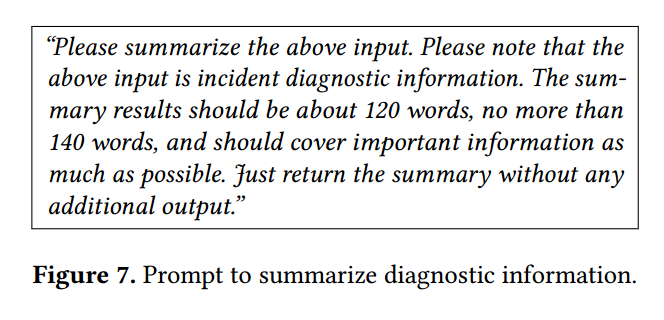 “Please summarize the above input. Please note that the
above input is incident diagnostic information. The sum-
mary results should be about 120 words, no more than
140 words, and should cover important information as
much as possible. Just return the summary without any
additional output.”
Figure 7. Prompt to summarize diagnostic information.